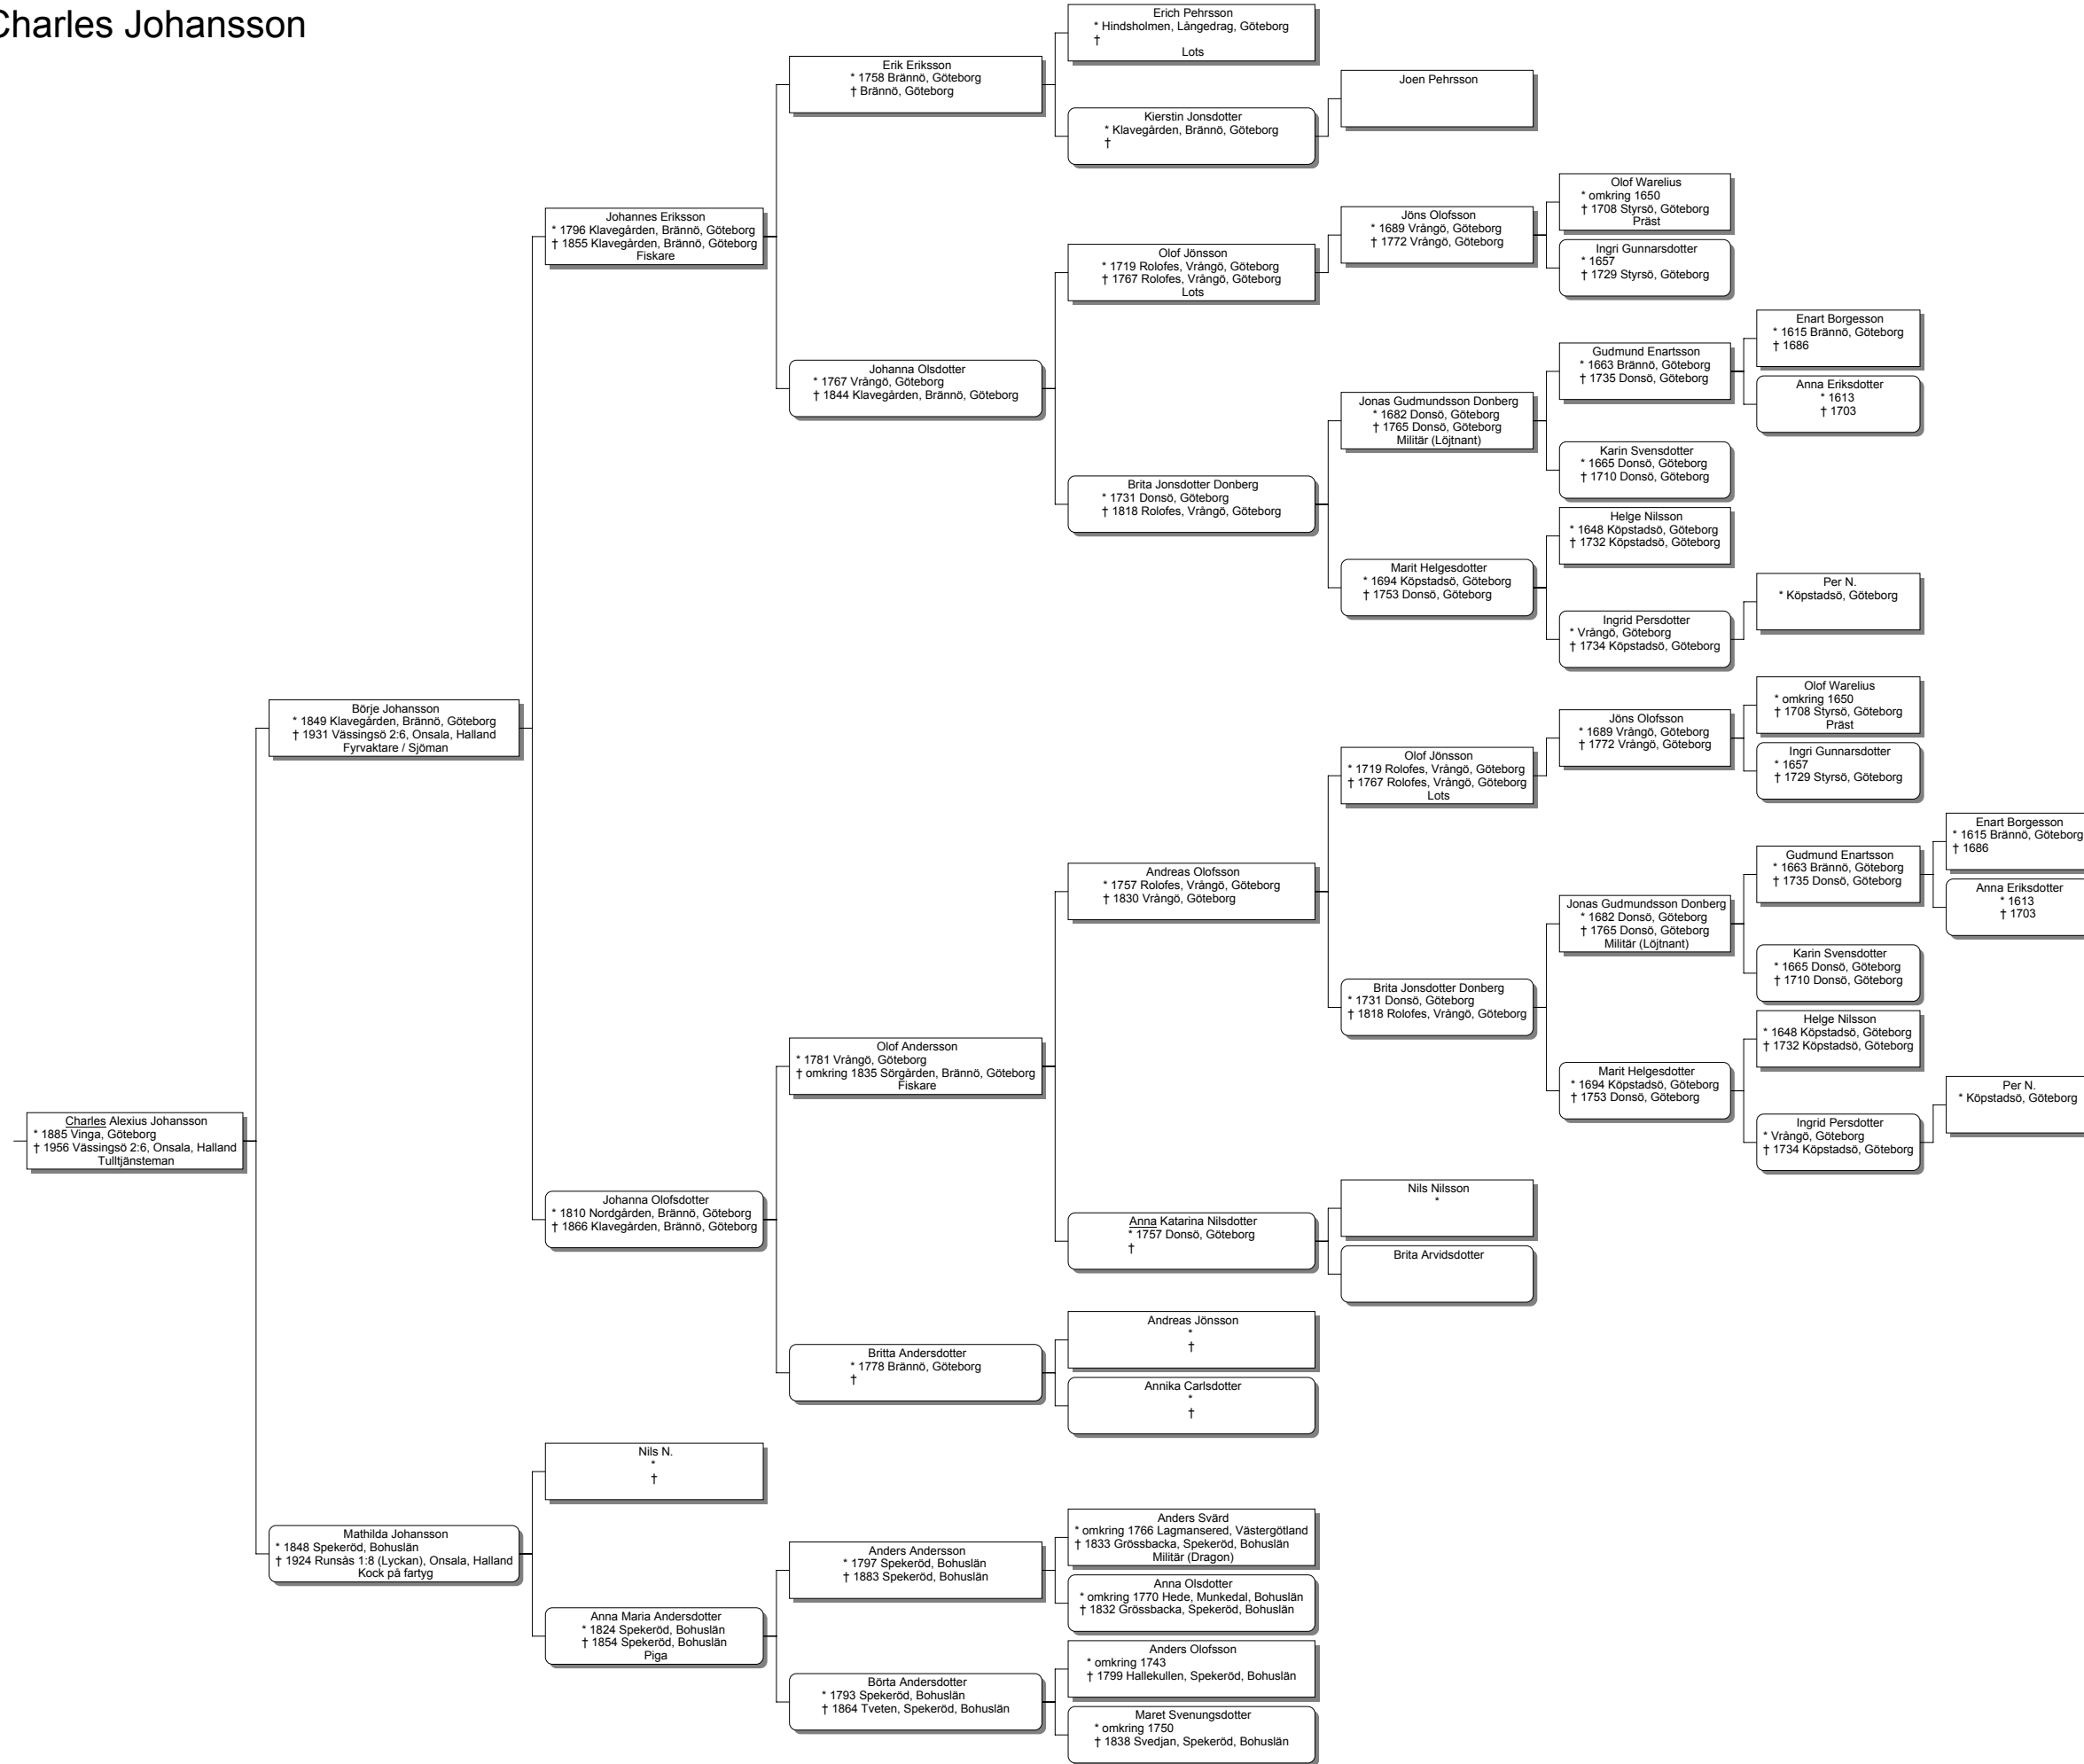 Charles Johansson
Erich Pehrsson
* Hindsholmen, Långedrag, Göteborg
†
Lots
Erik Eriksson
* 1758 Brännö, Göteborg
† Brännö, Göteborg
Joen Pehrsson
Kierstin Jonsdotter
* Klavegården, Brännö, Göteborg
†
Olof Warelius
* omkring 1650
† 1708 Styrsö, Göteborg
Präst
Johannes Eriksson
* 1796 Klavegården, Brännö, Göteborg
† 1855 Klavegården, Brännö, Göteborg
Fiskare
Jöns Olofsson
* 1689 Vrångö, Göteborg
† 1772 Vrångö, Göteborg
Ingri Gunnarsdotter
* 1657
† 1729 Styrsö, Göteborg
Olof Jönsson
* 1719 Rolofes, Vrångö, Göteborg
† 1767 Rolofes, Vrångö, Göteborg
Lots
Enart Borgesson
* 1615 Brännö, Göteborg
† 1686
Gudmund Enartsson
* 1663 Brännö, Göteborg
† 1735 Donsö, Göteborg
Johanna Olsdotter
* 1767 Vrångö, Göteborg
† 1844 Klavegården, Brännö, Göteborg
Anna Eriksdotter
* 1613
† 1703
Jonas Gudmundsson Donberg
* 1682 Donsö, Göteborg
† 1765 Donsö, Göteborg
Militär (Löjtnant)
Karin Svensdotter
* 1665 Donsö, Göteborg
† 1710 Donsö, Göteborg
Brita Jonsdotter Donberg
* 1731 Donsö, Göteborg
† 1818 Rolofes, Vrångö, Göteborg
Helge Nilsson
* 1648 Köpstadsö, Göteborg
† 1732 Köpstadsö, Göteborg
Marit Helgesdotter
* 1694 Köpstadsö, Göteborg
† 1753 Donsö, Göteborg
Per N.
* Köpstadsö, Göteborg
Ingrid Persdotter
* Vrångö, Göteborg
† 1734 Köpstadsö, Göteborg
Olof Warelius
* omkring 1650
† 1708 Styrsö, Göteborg
Präst
Börje Johansson
* 1849 Klavegården, Brännö, Göteborg
† 1931 Vässingsö 2:6, Onsala, Halland
Fyrvaktare / Sjöman
Jöns Olofsson
* 1689 Vrångö, Göteborg
† 1772 Vrångö, Göteborg
Ingri Gunnarsdotter
* 1657
† 1729 Styrsö, Göteborg
Olof Jönsson
* 1719 Rolofes, Vrångö, Göteborg
† 1767 Rolofes, Vrångö, Göteborg
Lots
Enart Borgesson
* 1615 Brännö, Göteborg
† 1686
Gudmund Enartsson
* 1663 Brännö, Göteborg
† 1735 Donsö, Göteborg
Andreas Olofsson
* 1757 Rolofes, Vrångö, Göteborg
† 1830 Vrångö, Göteborg
Anna Eriksdotter
* 1613
† 1703
Jonas Gudmundsson Donberg
* 1682 Donsö, Göteborg
† 1765 Donsö, Göteborg
Militär (Löjtnant)
Karin Svensdotter
* 1665 Donsö, Göteborg
† 1710 Donsö, Göteborg
Brita Jonsdotter Donberg
* 1731 Donsö, Göteborg
† 1818 Rolofes, Vrångö, Göteborg
Helge Nilsson
* 1648 Köpstadsö, Göteborg
† 1732 Köpstadsö, Göteborg
Olof Andersson
* 1781 Vrångö, Göteborg
† omkring 1835 Sörgården, Brännö, Göteborg
Fiskare
Marit Helgesdotter
* 1694 Köpstadsö, Göteborg
† 1753 Donsö, Göteborg
Per N.
* Köpstadsö, Göteborg
Charles Alexius Johansson
* 1885 Vinga, Göteborg
† 1956 Vässingsö 2:6, Onsala, Halland
Tulltjänsteman
Ingrid Persdotter
* Vrångö, Göteborg
† 1734 Köpstadsö, Göteborg
Nils Nilsson
*
Johanna Olofsdotter
* 1810 Nordgården, Brännö, Göteborg
† 1866 Klavegården, Brännö, Göteborg
Anna Katarina Nilsdotter
* 1757 Donsö, Göteborg
†
Brita Arvidsdotter
Andreas Jönsson
*
†
Britta Andersdotter
* 1778 Brännö, Göteborg
†
Annika Carlsdotter
*
†
Nils N.
*
†
Anders Svärd
* omkring 1766 Lagmansered, Västergötland
† 1833 Grössbacka, Spekeröd, Bohuslän
Militär (Dragon)
Mathilda Johansson
* 1848 Spekeröd, Bohuslän
† 1924 Runsås 1:8 (Lyckan), Onsala, Halland
Kock på fartyg
Anders Andersson
* 1797 Spekeröd, Bohuslän
† 1883 Spekeröd, Bohuslän
Anna Olsdotter
* omkring 1770 Hede, Munkedal, Bohuslän
† 1832 Grössbacka, Spekeröd, Bohuslän
Anna Maria Andersdotter
* 1824 Spekeröd, Bohuslän
† 1854 Spekeröd, Bohuslän
Piga
Anders Olofsson
* omkring 1743
† 1799 Hallekullen, Spekeröd, Bohuslän
Börta Andersdotter
* 1793 Spekeröd, Bohuslän
† 1864 Tveten, Spekeröd, Bohuslän
Maret Svenungsdotter
* omkring 1750
† 1838 Svedjan, Spekeröd, Bohuslän